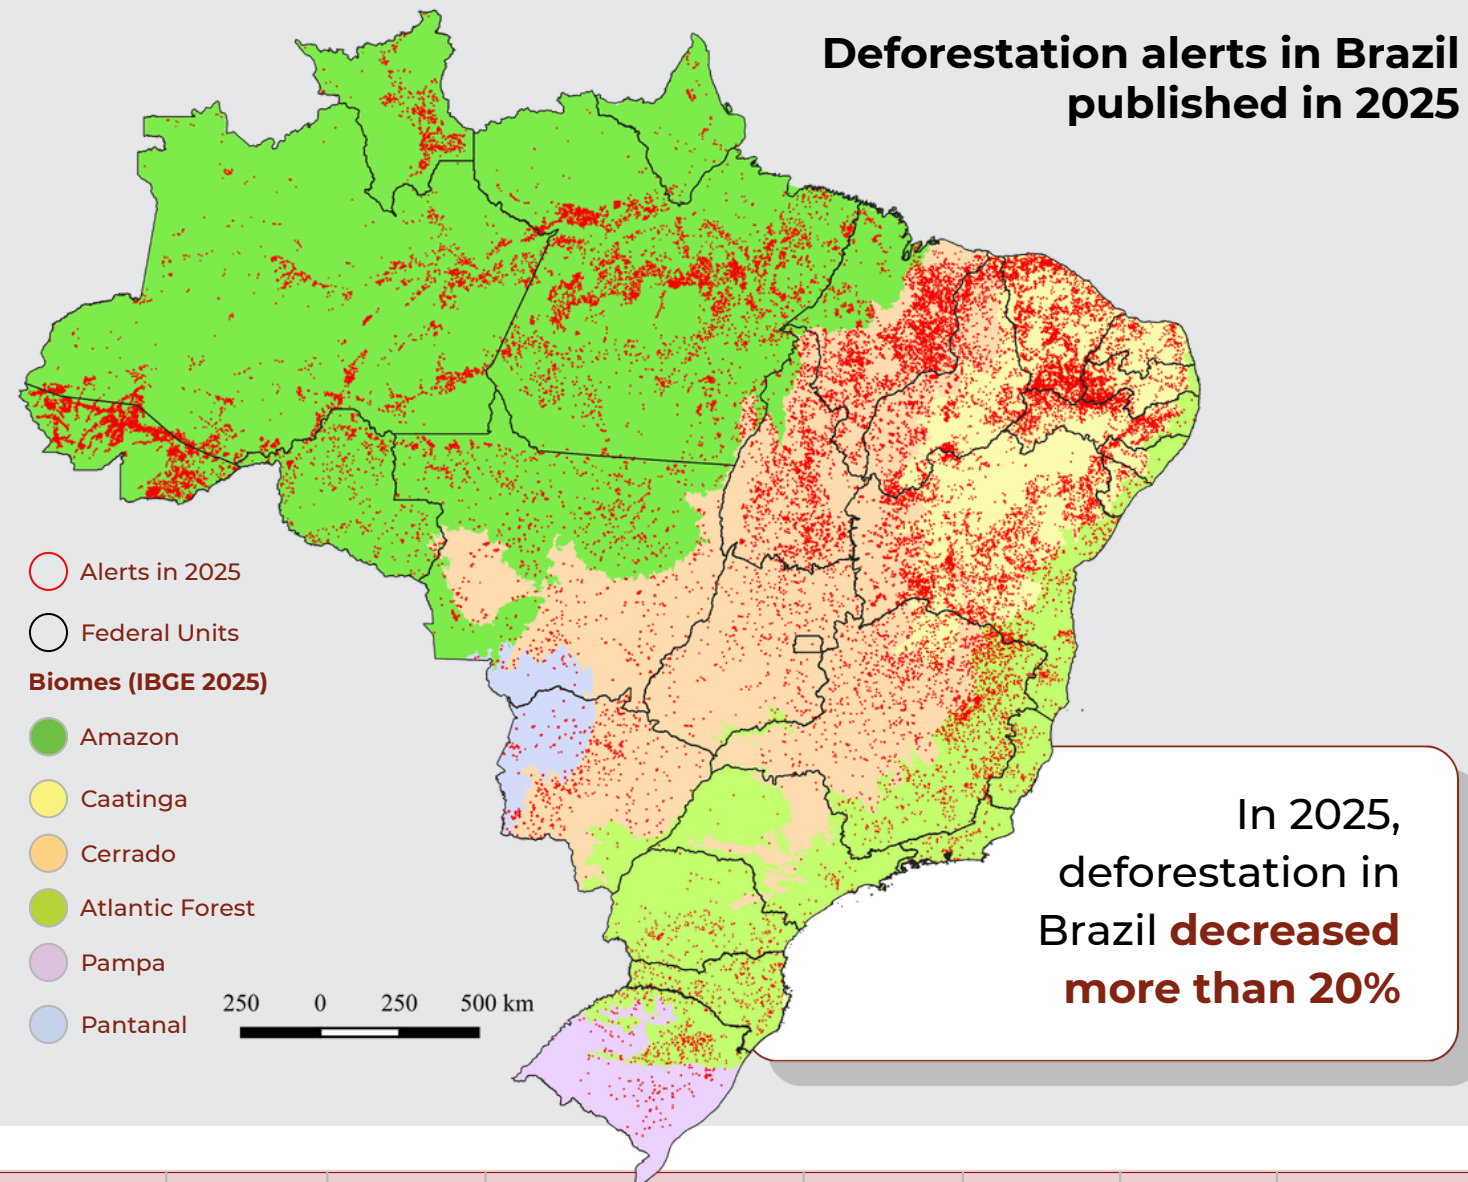 Deforestation alerts in Brazil
published in 2025
Alerts in 2025
Federal Units
Biomes (IBGE 2025)
Amazon
Caatinga
Cerrado
Atlantic Forest
Pampa
Pantanal
250 0 250 500 km
In 2025,
deforestation in
Brazil decreased
more than 20%